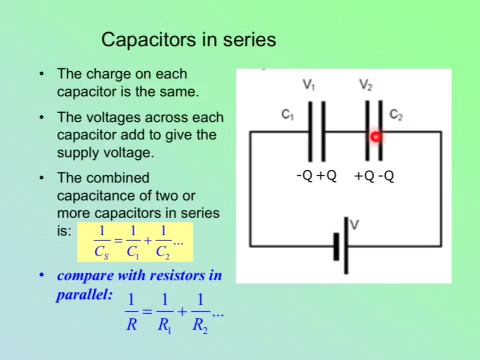 Capacitors in series
• The charge on each
capacitor is the same.
• The voltages across each
capacitor add to give the
supply voltage.
• The combined
capacitance of two or
more capacitors in series
is:
1/C_S = 1/C_1 + 1/C_2 ...
• compare with resistors in
parallel:
1/R = 1/R_1 + 1/R_2 ...
V_1 V_2
C_1 C_2
-Q +Q +Q -Q
V